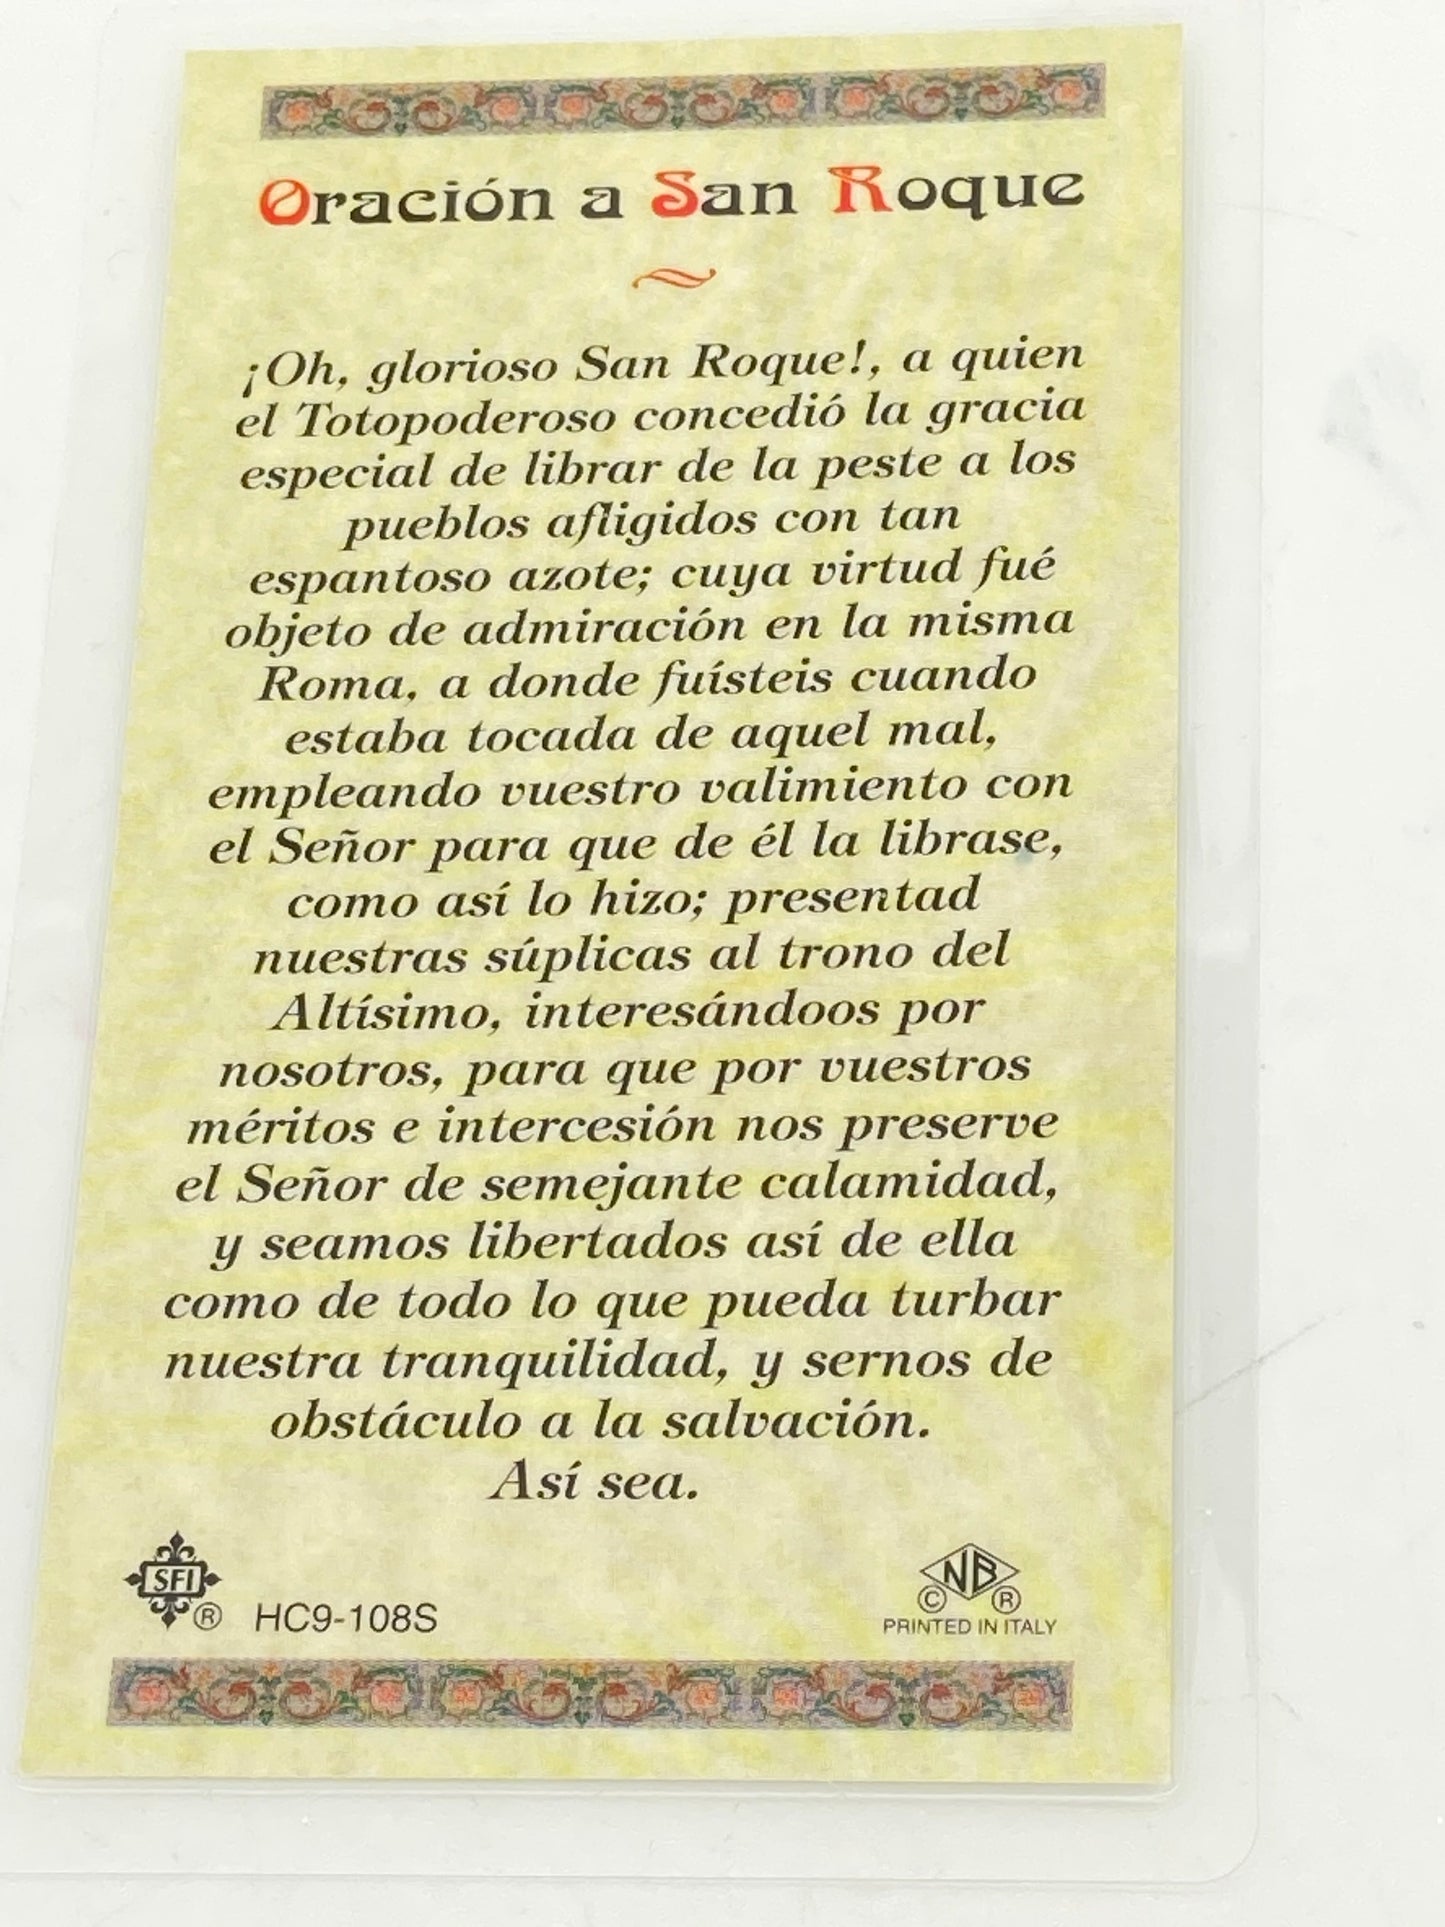 Oración a San Roque
¡Oh, glorioso San Roque!, a quien
el Totopoderoso concedió la gracia
especial de librar de la peste a los
pueblos afligidos con tan
espantoso azote; cuya virtud fué
objeto de admiración en la misma
Roma, a donde fuísteis cuando
estaba tocada de aquel mal,
empleando vuestro valimiento con
el Señor para que de él la librase,
como así lo hizo; presentad
nuestras súplicas al trono del
Altísimo, interesándoos por
nosotros, para que por vuestros
méritos e intercesión nos preserve
el Señor de semejante calamidad,
y seamos libertados así de ella
como de todo lo que pueda turbar
nuestra tranquilidad, y sernos de
obstáculo a la salvación.
Así sea.
SFI ® HC9-108S
NB
© ®
PRINTED IN ITALY